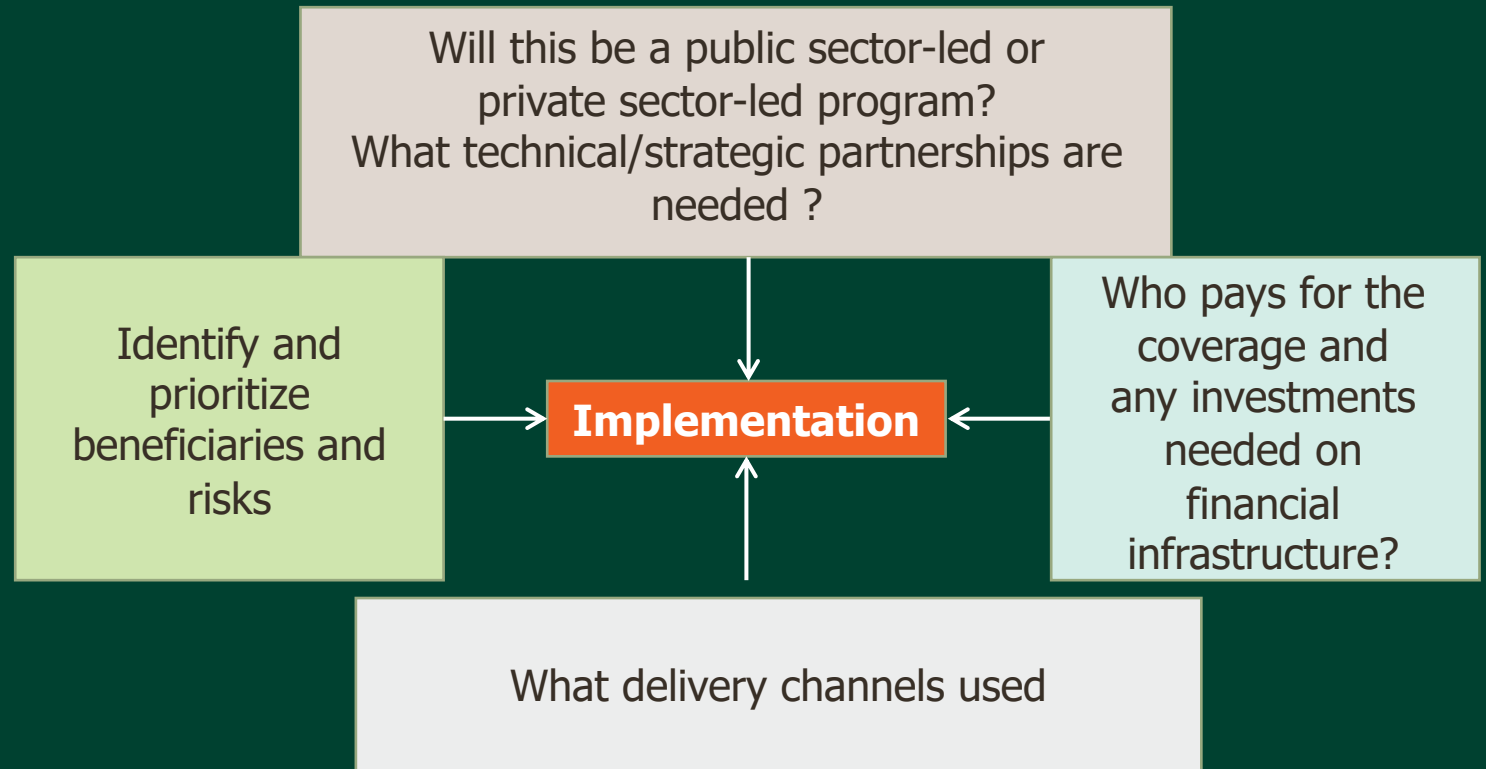 Will this be a public sector-led or
private sector-led program?
What technical/strategic partnerships are
needed ?
Identify and
prioritize
beneficiaries and
risks
Implementation
Who pays for the
coverage and
any investments
needed on
financial
infrastructure?
What delivery channels used